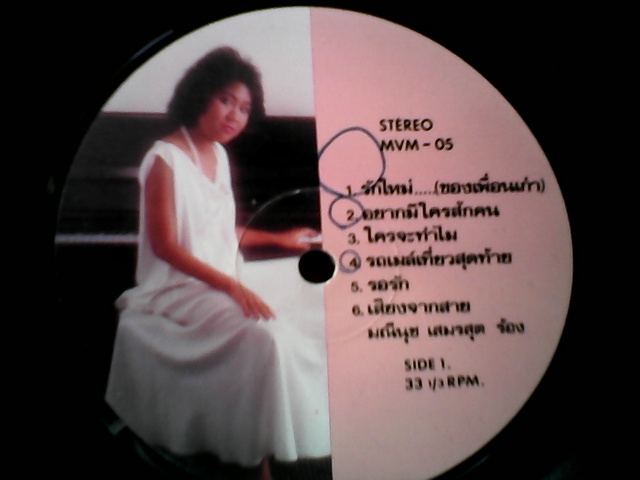 STEREO
MVM - 05
1. รักใหม่.....(ของเพื่อนเก่า)
2. อยากมีใครสักคน
3. ใครจะทำไม
4. รถเมล์เที่ยวสุดท้าย
5. รอรัก
6. เสียงจากสาย
มณีนุช เสมรสุต ร้อง
SIDE 1.
33 1/3 RPM.